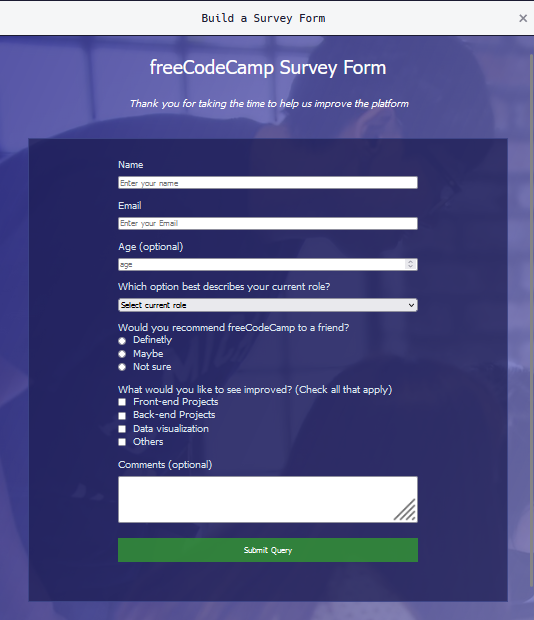 Build a Survey Form
×
freeCodeCamp Survey Form
Thank you for taking the time to help us improve the platform
Name
Enter your name
Email
Enter your Email
Age (optional)
age
Which option best describes your current role?
Select current role
Would you recommend freeCodeCamp to a friend?
Definetly
Maybe
Not sure
What would you like to see improved? (Check all that apply)
Front-end Projects
Back-end Projects
Data visualization
Others
Comments (optional)
Submit Query